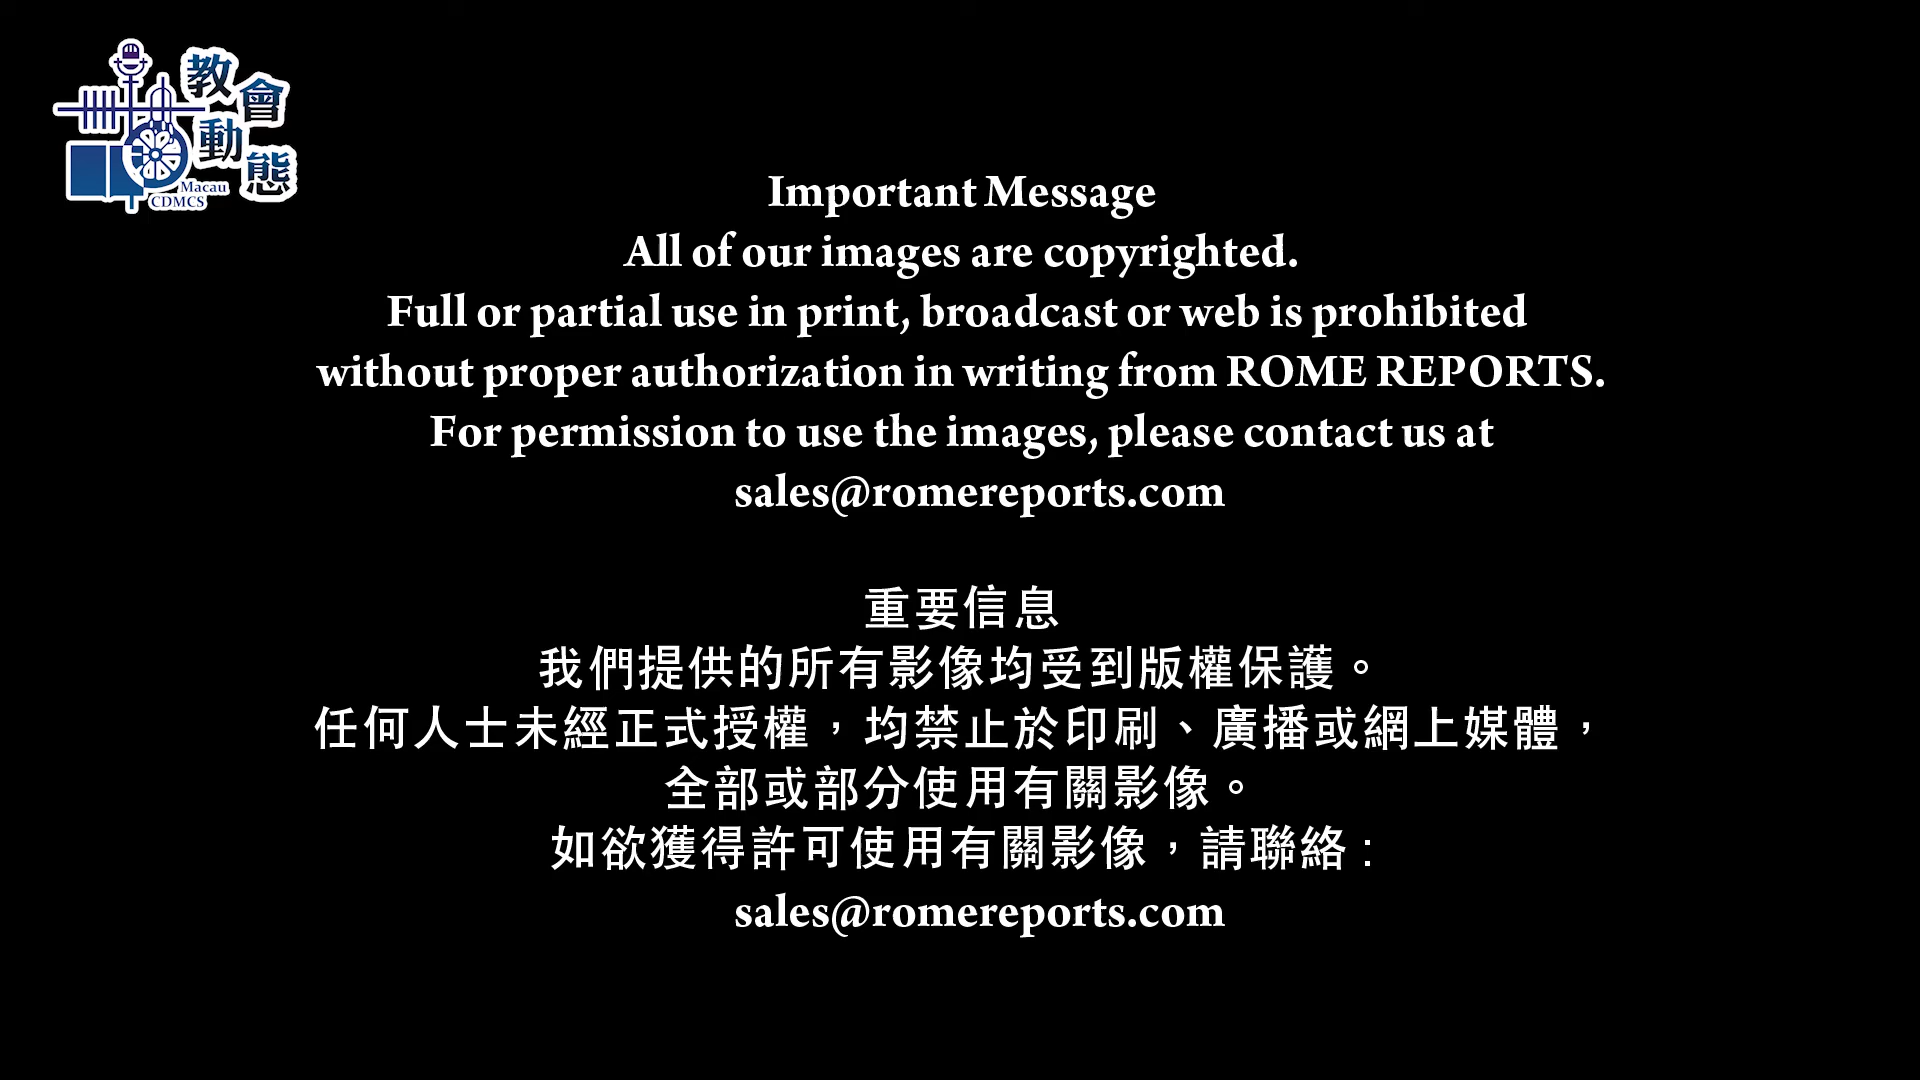 教會動態
Macau
CDMCS
Important Message
All of our images are copyrighted.
Full or partial use in print, broadcast or web is prohibited
without proper authorization in writing from ROME REPORTS.
For permission to use the images, please contact us at
sales@romereports.com
重要信息
我們提供的所有影像均受到版權保護。
任何人士未經正式授權，均禁止於印刷、廣播或網上媒體，
全部或部分使用有關影像。
如欲獲得許可使用有關影像，請聯絡：
sales@romereports.com